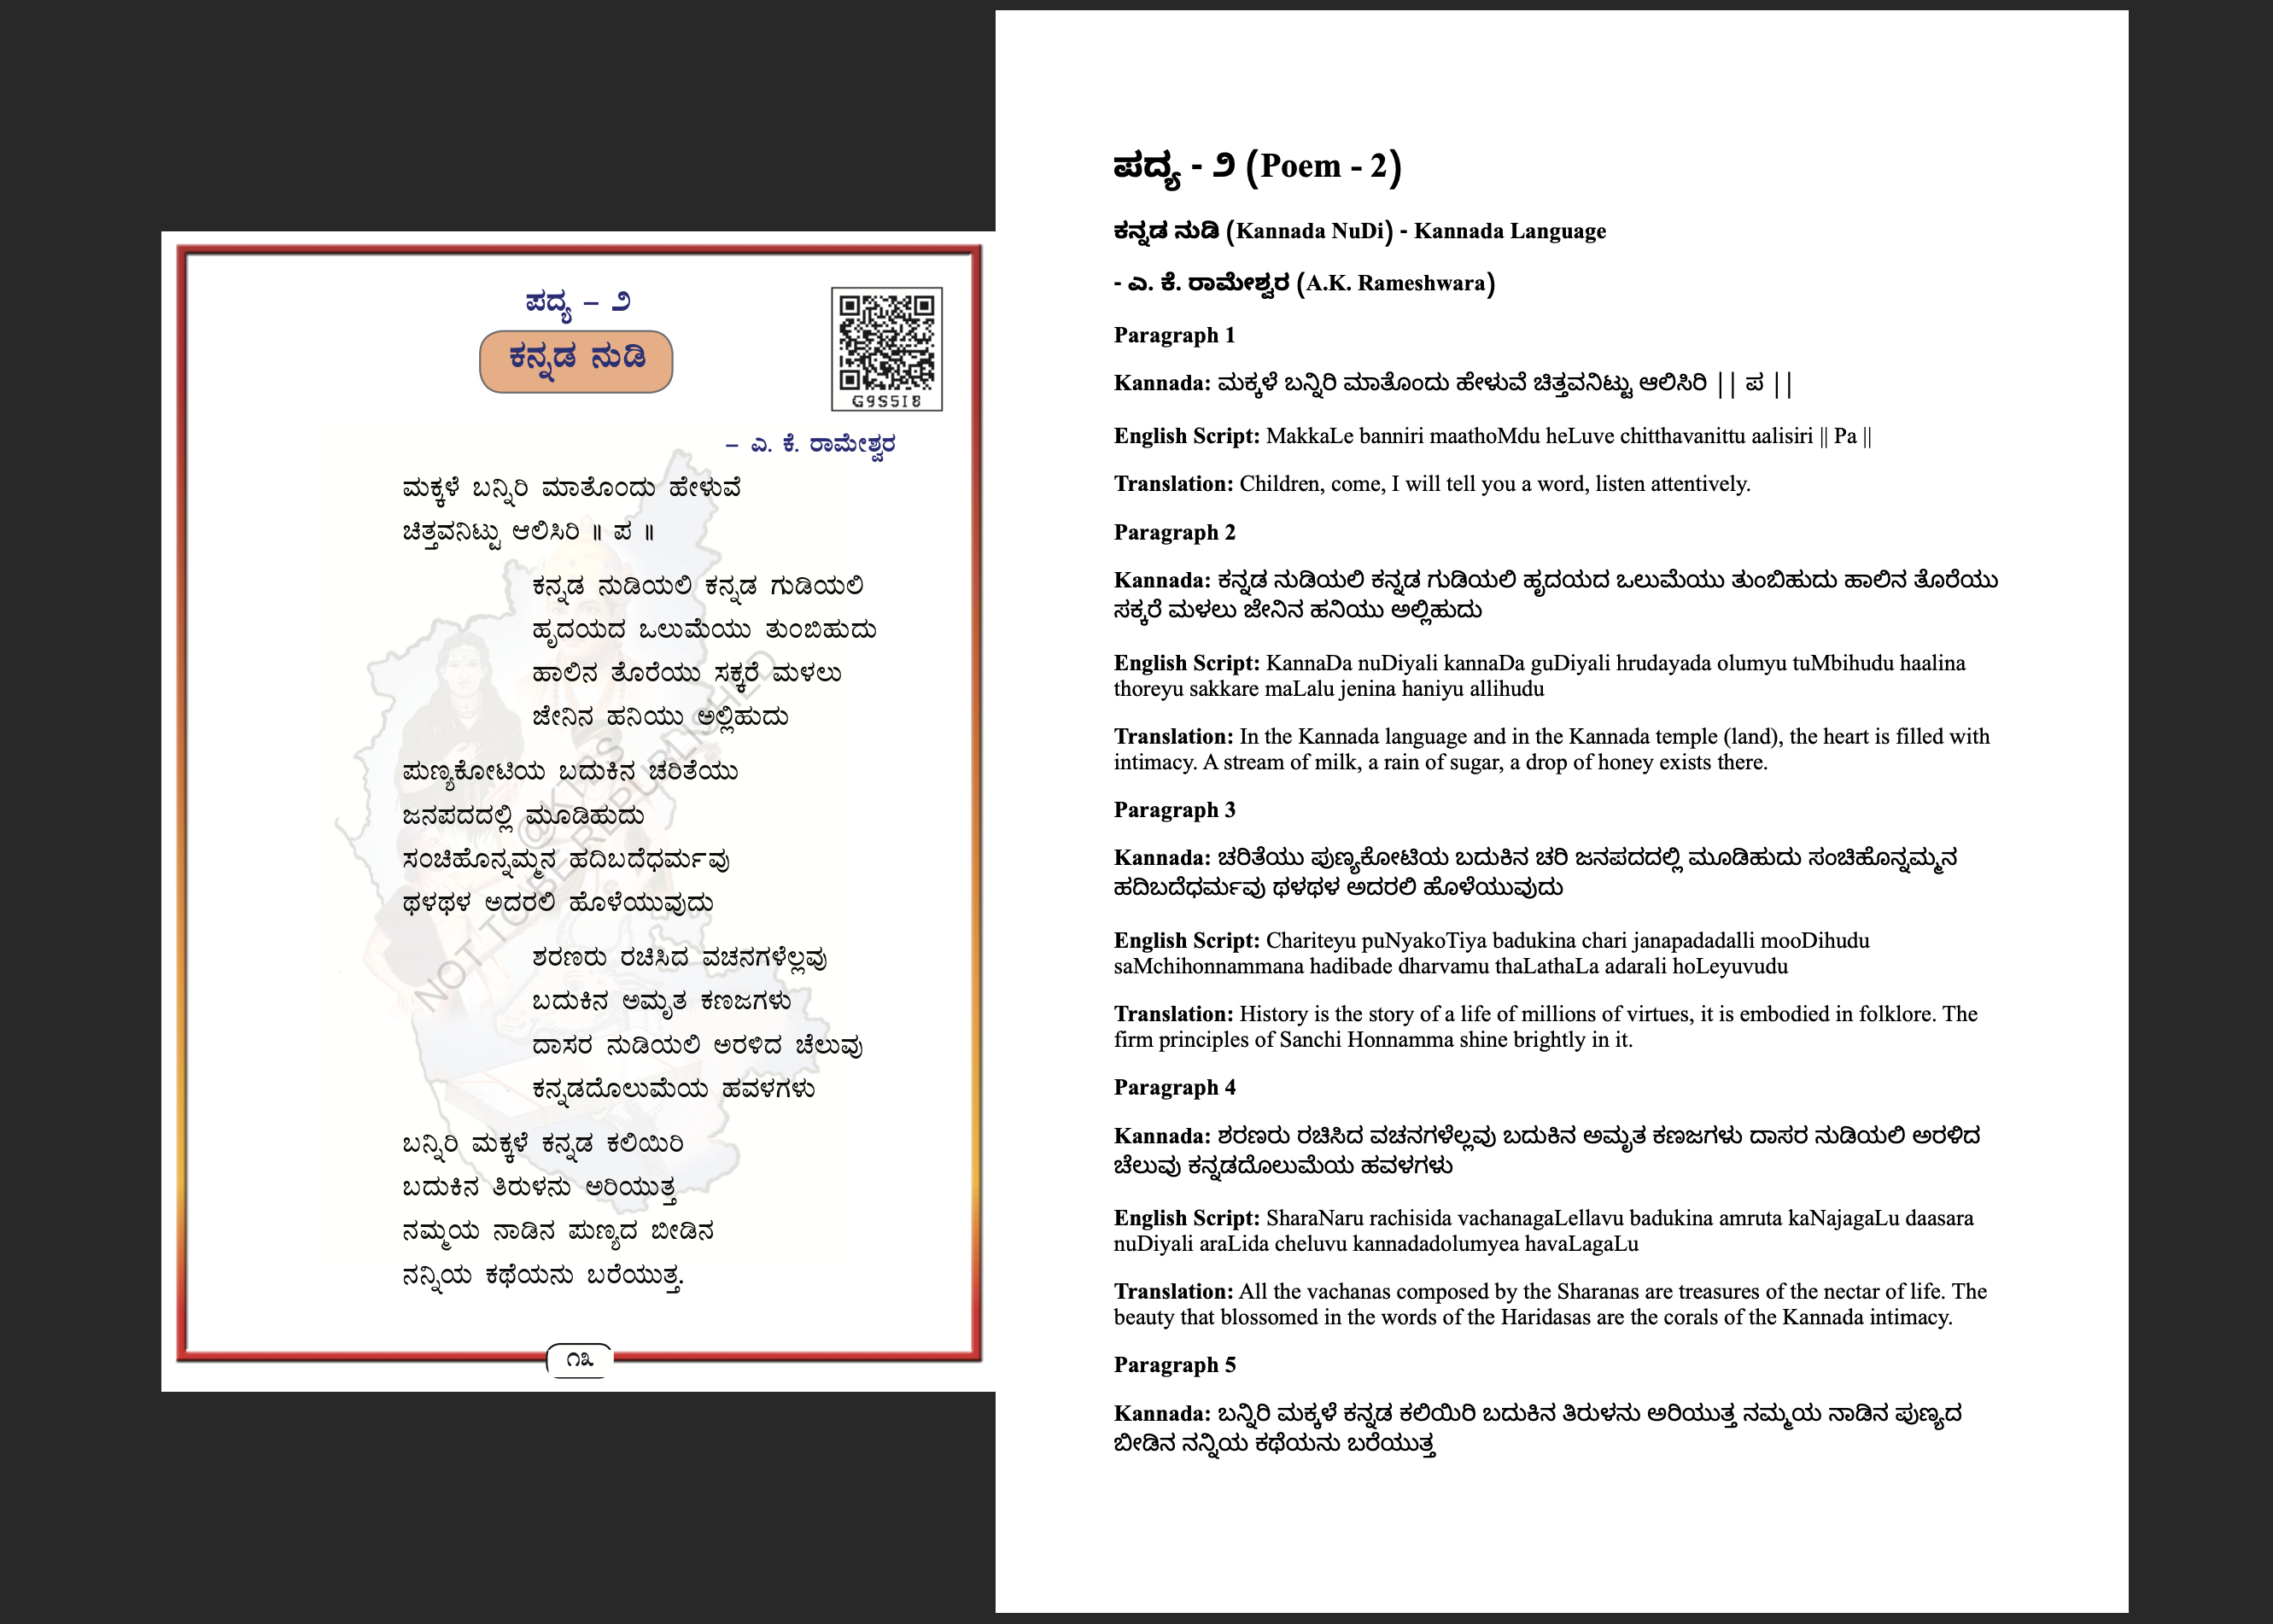 ಪದ್ಯ – ೨
ಕನ್ನಡ ನುಡಿ
G9S5I8
– ಎ. ಕೆ. ರಾಮೇಶ್ವರ
ಮಕ್ಕಳೆ ಬನ್ನಿರಿ ಮಾತೊಂದು ಹೇಳುವೆ
ಚಿತ್ತವನಿಟ್ಟು ಆಲಿಸಿರಿ ॥ ಪ ॥
ಕನ್ನಡ ನುಡಿಯಲಿ ಕನ್ನಡ ಗುಡಿಯಲಿ
ಹೃದಯದ ಒಲುಮೆಯು ತುಂಬಿಹುದು
ಹಾಲಿನ ತೊರೆಯು ಸಕ್ಕರೆ ಮಳಲು
ಜೇನಿನ ಹನಿಯು ಅಲ್ಲಿಹುದು
ಪುಣ್ಯಕೋಟಿಯ ಬದುಕಿನ ಚರಿತೆಯು
ಜನಪದದಲ್ಲಿ ಮೂಡಿಹುದು
ಸಂಚಿಹೊನ್ನಮ್ಮನ ಹದಿಬದೆಧರ್ಮವು
ಥಳಥಳ ಅದರಲಿ ಹೊಳೆಯುವುದು
ಶರಣರು ರಚಿಸಿದ ವಚನಗಳೆಲ್ಲವು
ಬದುಕಿನ ಅಮೃತ ಕಣಜಗಳು
ದಾಸರ ನುಡಿಯಲಿ ಅರಳಿದ ಚೆಲುವು
ಕನ್ನಡದೊಲುಮೆಯ ಹವಳಗಳು
ಬನ್ನಿರಿ ಮಕ್ಕಳೆ ಕನ್ನಡ ಕಲಿಯಿರಿ
ಬದುಕಿನ ತಿರುಳನು ಅರಿಯುತ್ತ
ನಮ್ಮಯ ನಾಡಿನ ಪುಣ್ಯದ ಬೀಡಿನ
ನನ್ನಿಯ ಕಥೆಯನು ಬರೆಯುತ್ತ.
@KTBS
NOT TO BE REPUBLISHED
೧೩
ಪದ್ಯ - ೨ (Poem - 2)
ಕನ್ನಡ ನುಡಿ (Kannada NuDi) - Kannada Language
- ಎ. ಕೆ. ರಾಮೇಶ್ವರ (A.K. Rameshwara)
Paragraph 1
Kannada: ಮಕ್ಕಳೆ ಬನ್ನಿರಿ ಮಾತೊಂದು ಹೇಳುವೆ ಚಿತ್ತವನಿಟ್ಟು ಆಲಿಸಿರಿ || ಪ ||
English Script: MakkaLe banniri maathoMdu heLuve chitthavanittu aalisiri || Pa ||
Translation: Children, come, I will tell you a word, listen attentively.
Paragraph 2
Kannada: ಕನ್ನಡ ನುಡಿಯಲಿ ಕನ್ನಡ ಗುಡಿಯಲಿ ಹೃದಯದ ಒಲುಮೆಯು ತುಂಬಿಹುದು ಹಾಲಿನ ತೊರೆಯು
ಸಕ್ಕರೆ ಮಳಲು ಜೇನಿನ ಹನಿಯು ಅಲ್ಲಿಹುದು
English Script: KannaDa nuDiyali kannaDa guDiyali hrudayada olumyu tuMbihudu haalina
thoreyu sakkare maLalu jenina haniyu allihudu
Translation: In the Kannada language and in the Kannada temple (land), the heart is filled with
intimacy. A stream of milk, a rain of sugar, a drop of honey exists there.
Paragraph 3
Kannada: ಚರಿತೆಯು ಪುಣ್ಯಕೋಟಿಯ ಬದುಕಿನ ಚರಿ ಜನಪದದಲ್ಲಿ ಮೂಡಿಹುದು ಸಂಚಿಹೊನ್ನಮ್ಮನ
ಹದಿಬದೆಧರ್ಮವು ಥಳಥಳ ಅದರಲಿ ಹೊಳೆಯುವುದು
English Script: Chariteyu puNyakoTiya badukina chari janapadadalli mooDihudu
saMchihonnammana hadibade dharvamu thaLathaLa adarali hoLeyuvudu
Translation: History is the story of a life of millions of virtues, it is embodied in folklore. The
firm principles of Sanchi Honnamma shine brightly in it.
Paragraph 4
Kannada: ಶರಣರು ರಚಿಸಿದ ವಚನಗಳೆಲ್ಲವು ಬದುಕಿನ ಅಮೃತ ಕಣಜಗಳು ದಾಸರ ನುಡಿಯಲಿ ಅರಳಿದ
ಚೆಲುವು ಕನ್ನಡದೊಲುಮೆಯ ಹವಳಗಳು
English Script: SharaNaru rachisida vachanagaLellavu badukina amruta kaNajagaLu daasara
nuDiyali araLida cheluvu kannadadolumyea havaLagaLu
Translation: All the vachanas composed by the Sharanas are treasures of the nectar of life. The
beauty that blossomed in the words of the Haridasas are the corals of the Kannada intimacy.
Paragraph 5
Kannada: ಬನ್ನಿರಿ ಮಕ್ಕಳೆ ಕನ್ನಡ ಕಲಿಯಿರಿ ಬದುಕಿನ ತಿರುಳನು ಅರಿಯುತ್ತ ನಮ್ಮಯ ನಾಡಿನ ಪುಣ್ಯದ
ಬೀಡಿನ ನನ್ನಿಯ ಕಥೆಯನು ಬರೆಯುತ್ತ